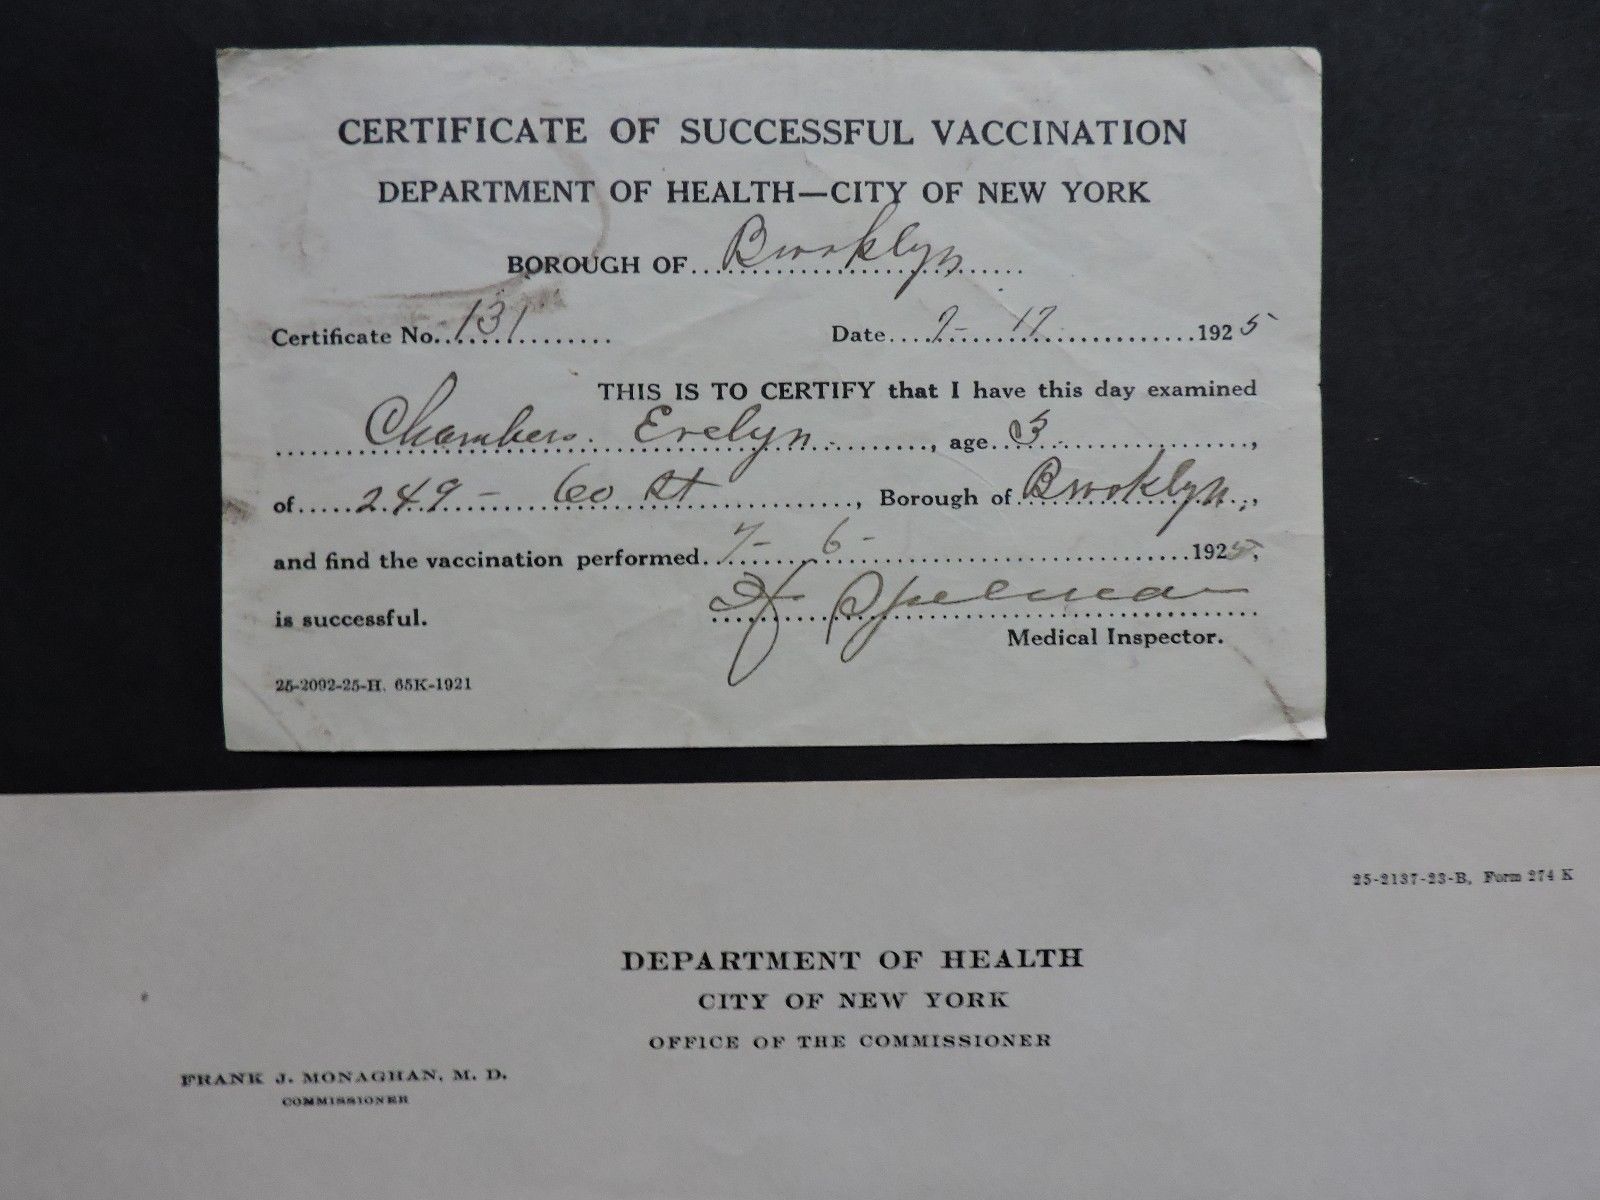 CERTIFICATE OF SUCCESSFUL VACCINATION
DEPARTMENT OF HEALTH—CITY OF NEW YORK
BOROUGH OF Brooklyn
Certificate No. 131 Date 7- 17 1925
THIS IS TO CERTIFY that I have this day examined
Chambers. Evelyn, age
of 249 - 60 St, Borough of Brooklyn,
and find the vaccination performed 7- 6- 1925,
is successful.
Medical Inspector.
25-2092-25-H. 65K-1921
25-2137-23-B, Form 274 K
DEPARTMENT OF HEALTH
CITY OF NEW YORK
OFFICE OF THE COMMISSIONER
FRANK J. MONAGHAN, M. D.
COMMISSIONER